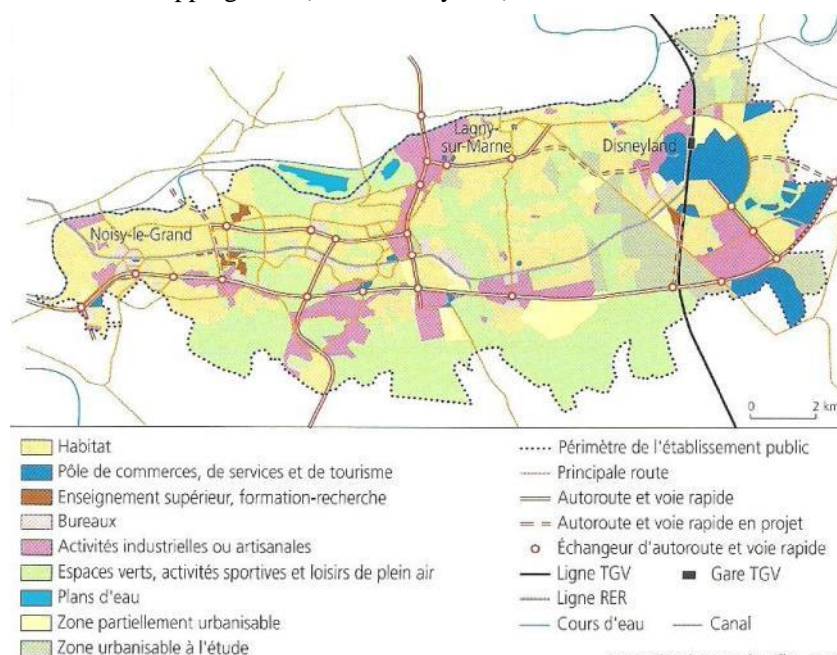 Lagny-
sur-Marne
Disneyland
Noisy-le-Grand
0 2 km
Habitat
Pôle de commerces, de services et de tourisme
Enseignement supérieur, formation-recherche
Bureaux
Activités industrielles ou artisanales
Espaces verts, activités sportives et loisirs de plein air
Plans d'eau
Zone partiellement urbanisable
Zone urbanisable à l'étude
Périmètre de l'établissement public
Principale route
Autoroute et voie rapide
Autoroute et voie rapide en projet
Échangeur d'autoroute et voie rapide
Ligne TGV Gare TGV
Ligne RER
Cours d'eau Canal